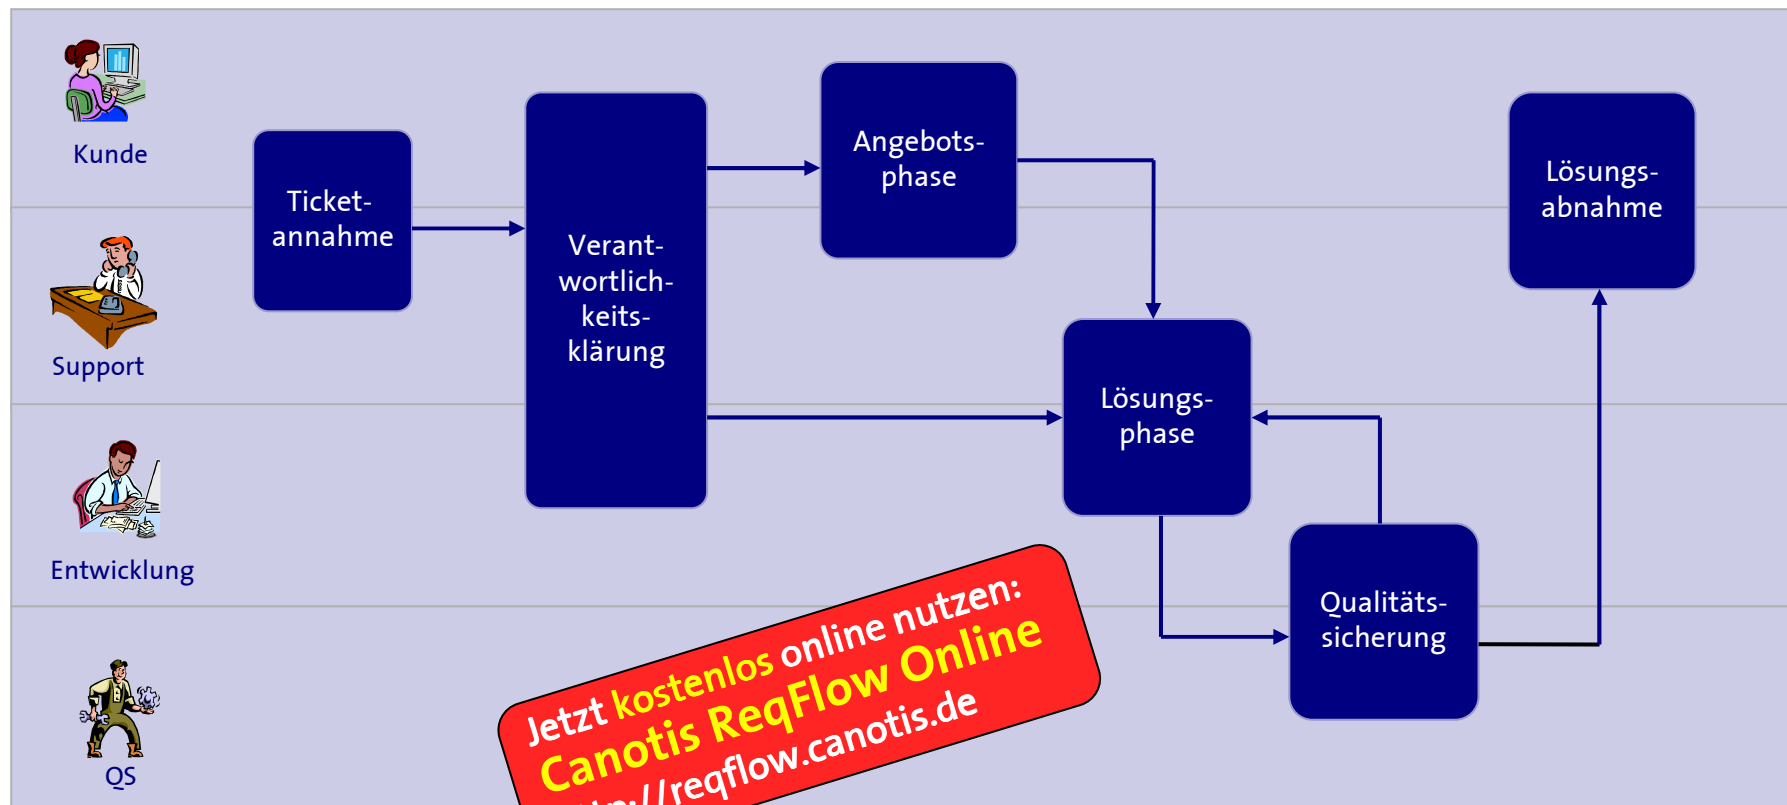 Kunde
Ticket-
annahme
Verant-
wortlich-
keits-
klärung
Angebots-
phase
Lösungs-
abnahme
Support
Lösungs-
phase
Entwicklung
Qualitäts-
sicherung
QS
Jetzt kostenlos online nutzen:
Canotis ReqFlow Online
://reqflow.canotis.de